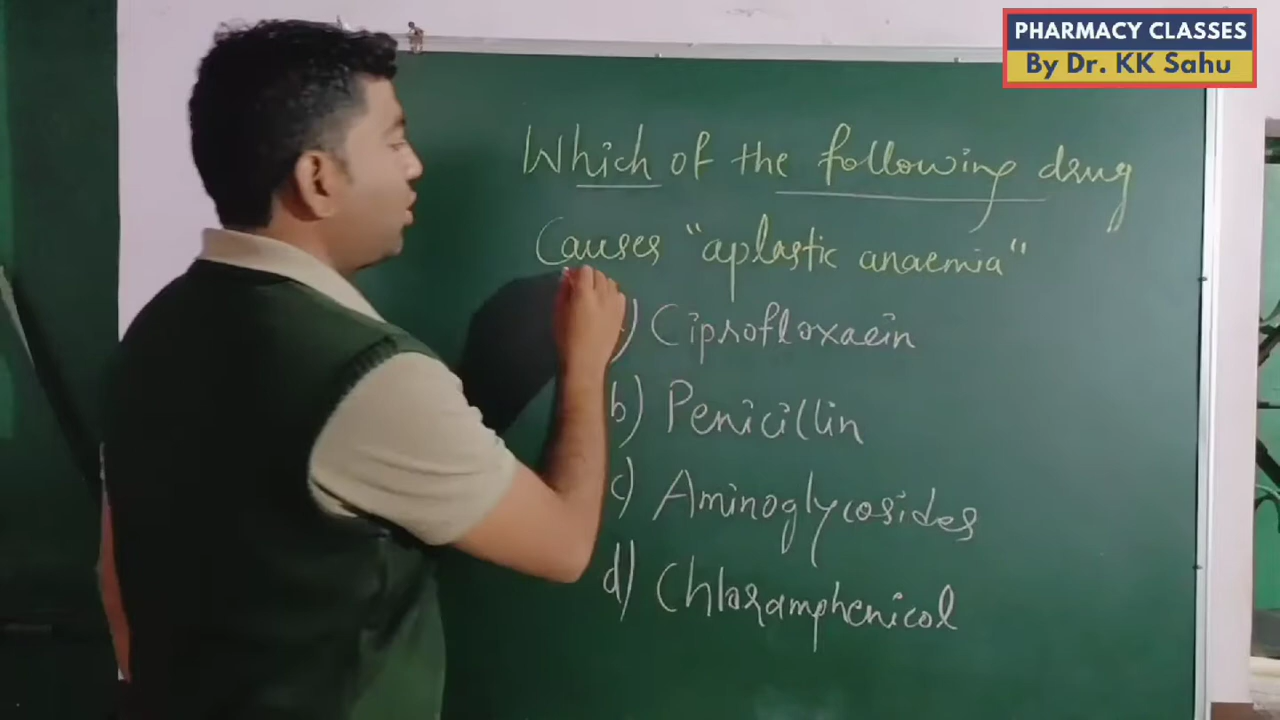 PHARMACY CLASSES
By Dr. KK Sahu
Which of the following drug
Causes "aplastic anaemia"
Ciprofloxacin
b) Penicillin
c) Aminoglycosides
d) Chloramphenicol